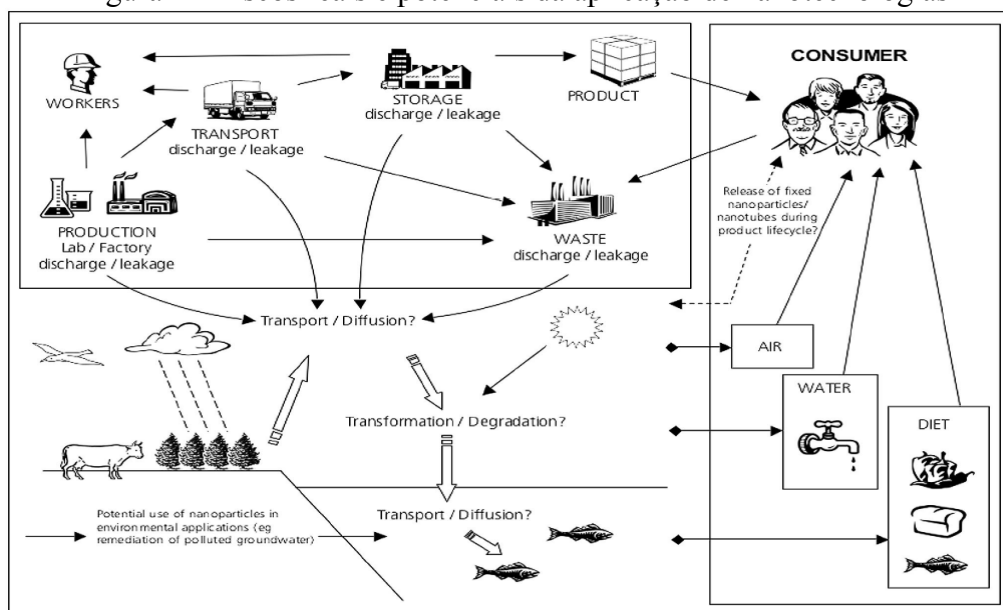 CONSUMER
WORKERS
STORAGE
discharge / leakage
PRODUCT
TRANSPORT
discharge / leakage
PRODUCTION
Lab / Factory
discharge / leakage
WASTE
discharge / leakage
Release of fixed
nanoparticles/
nanotubes during
product lifecycle?
Transport / Diffusion?
AIR
WATER
Transformation / Degradation?
DIET
Potential use of nanoparticles in
environmental applications (eg
remediation of polluted groundwater)
Transport / Diffusion?